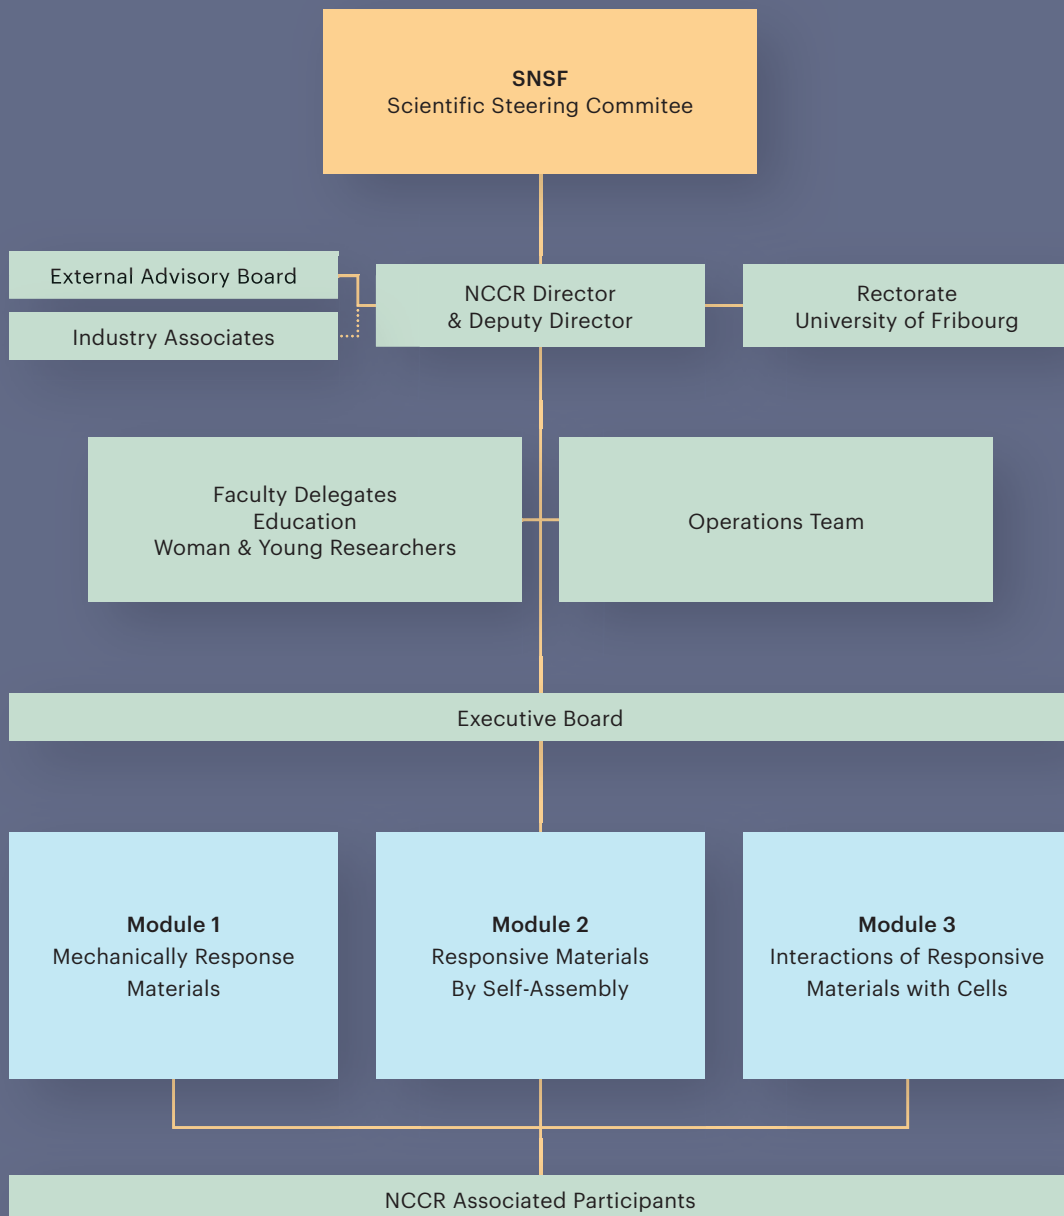 SNSF
Scientific Steering Commitee
External Advisory Board
Industry Associates
NCCR Director
& Deputy Director
Rectorate
University of Fribourg
Faculty Delegates
Education
Woman & Young Researchers
Operations Team
Executive Board
Module 1
Mechanically Response
Materials
Module 2
Responsive Materials
By Self-Assembly
Module 3
Interactions of Responsive
Materials with Cells
NCCR Associated Participants